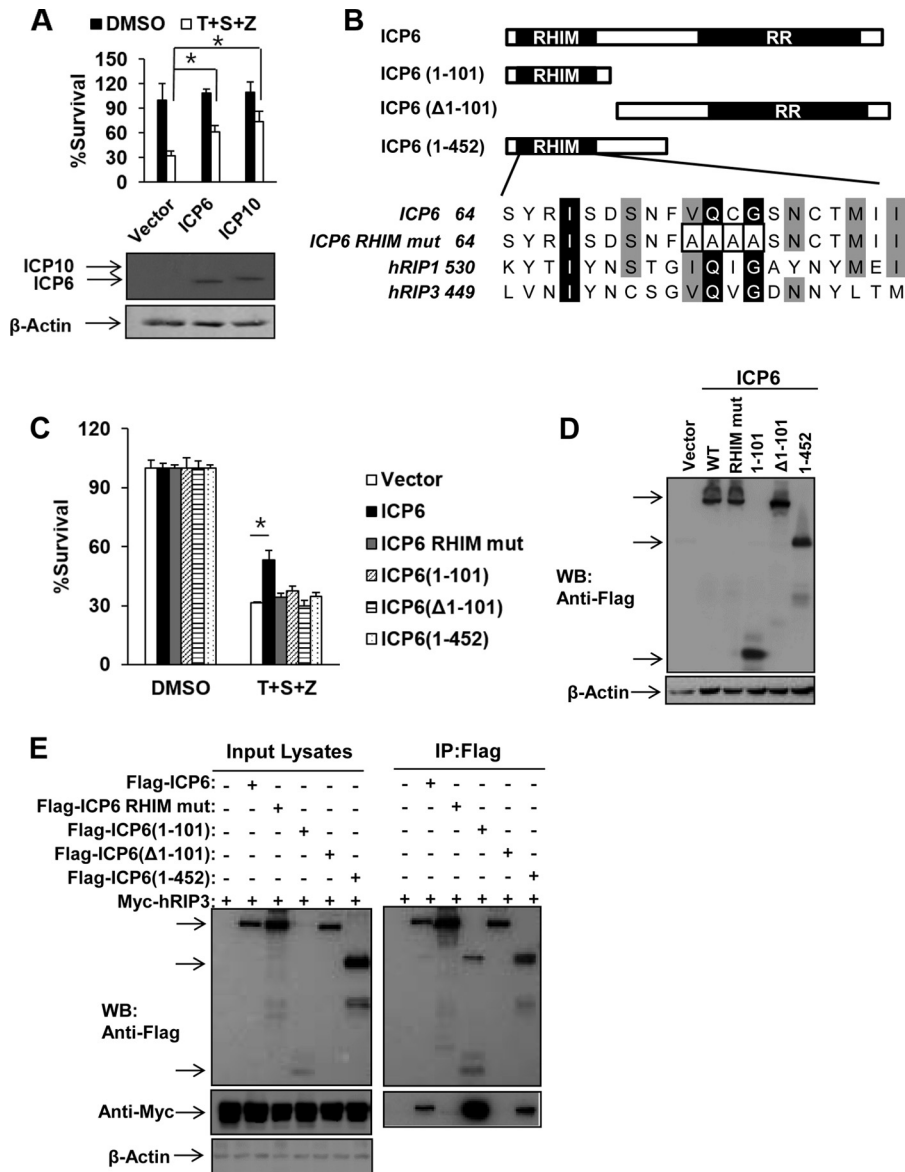 A
DMSO T+S+Z
*
*
%Survival
150
120
90
60
30
0
Vector ICP6 ICP10
ICP10
ICP6
β-Actin
B
ICP6 RHIM RR
ICP6 (1-101) RHIM
ICP6 (Δ1-101) RR
ICP6 (1-452) RHIM
ICP6 64 S Y R I S D S N F V Q C G S N C T M I I
ICP6 RHIM mut 64 S Y R I S D S N F A A A A S N C T M I I
hRIP1 530 K Y T I Y N S T G I Q I G A Y N Y M E I
hRIP3 449 L V N I Y N C S G V Q V G D N N Y L T M
C
%Survival
120
90
60
30
0
*
DMSO T+S+Z
Vector
ICP6
ICP6 RHIM mut
ICP6(1-101)
ICP6(Δ1-101)
ICP6(1-452)
D
ICP6
Vector WT RHIM mut 1-101 Δ1-101 1-452
WB:
Anti-Flag
β-Actin
E
Input Lysates IP:Flag
Flag-ICP6: - + - - - - - + - - - -
Flag-ICP6 RHIM mut: - - + - - - - - + - - -
Flag-ICP6(1-101): - - - + - - - - - + - -
Flag-ICP6(Δ1-101): - - - - + - - - - - + -
Flag-ICP6(1-452): - - - - - + - - - - - +
Myc-hRIP3: + + + + + + + + + + + +
WB:
Anti-Flag
Anti-Myc
β-Actin